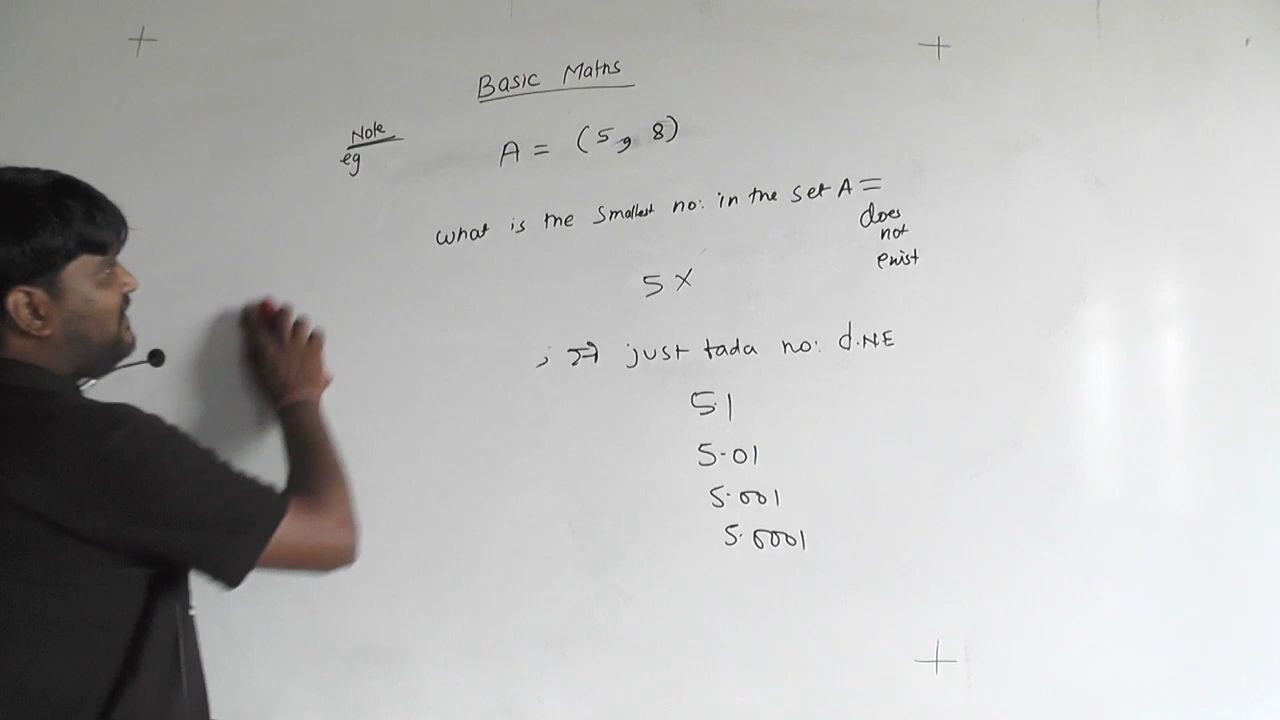 Basic Maths
Note
eg
A = (5, 8)
What is the smallest no: in the set A =
does
not
exist
5 ×
; से just tada no: d.NE
5.1
5.01
5.001
5.0001